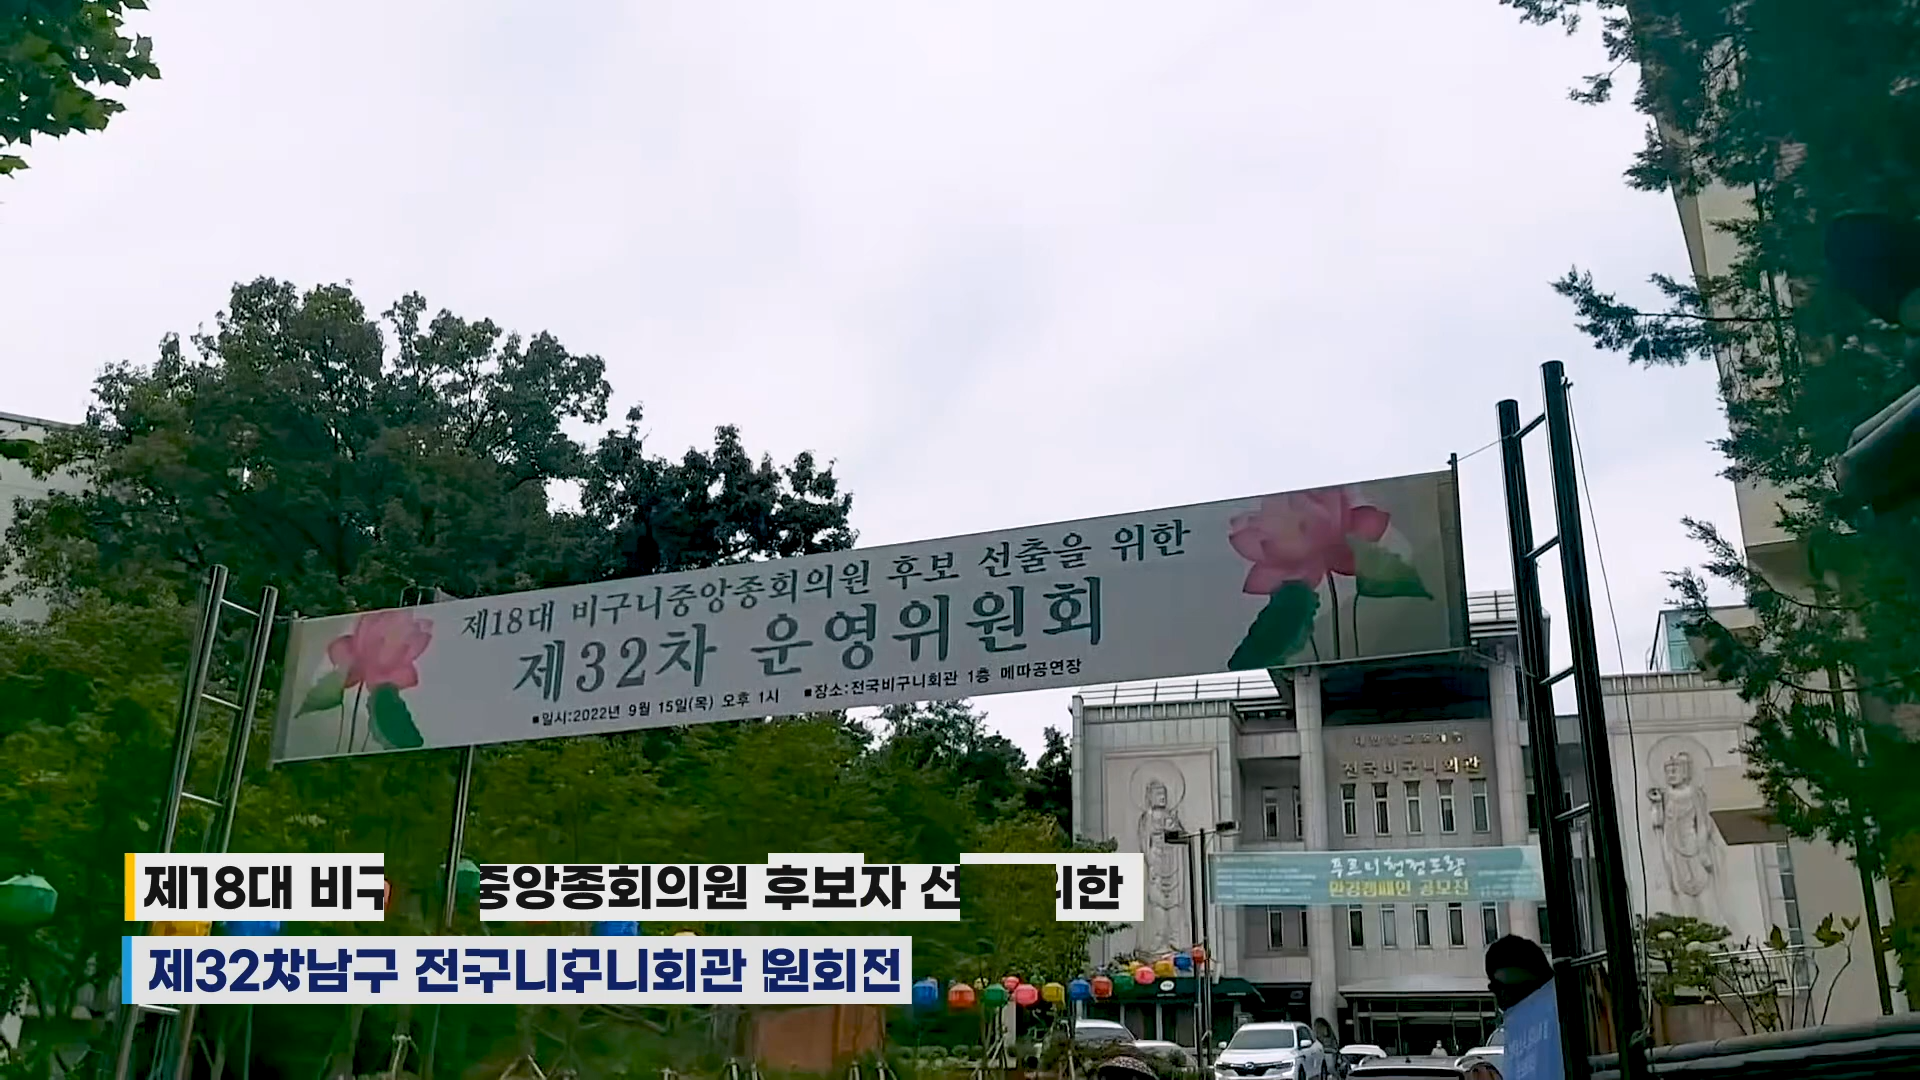 제18대 비구니중앙종회의원 후보 선출을 위한
제32차 운영위원회
■일시:2022년 9월 15일(목) 오후 1시 ■장소:전국비구니회관 1층 메따공연장
전국비구니회관
푸르니 청정도량
환경캠페인 공모전
제18대 비구 중앙종회의원 후보자 선 위한
제32차 남구 전 구니 구니회관 원회전